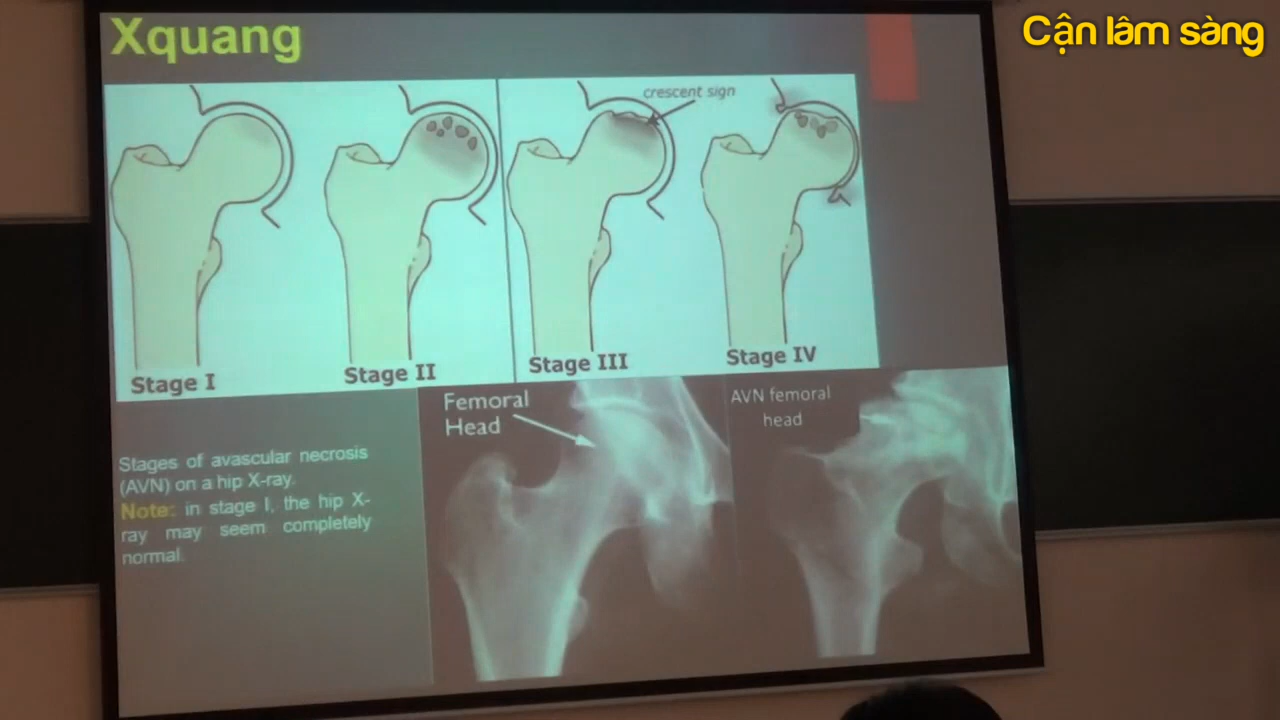 Xquang
Cận lâm sàng
crescent sign
Stage I
Stage II
Stage III
Stage IV
Stages of avascular necrosis
(AVN) on a hip X-ray.
Note: in stage I, the hip X-
ray may seem completely
normal.
Femoral
Head
AVN femoral
head